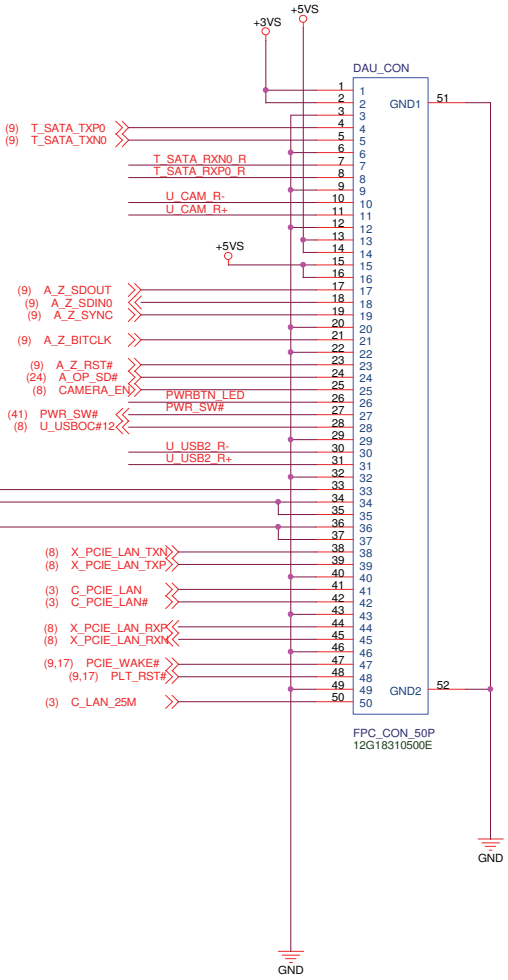 +5VS
+3VS
DAU_CON
1 1
2 2 GND1 51
3 3
(9) T_SATA_TXP0 4 4
(9) T_SATA_TXN0 5 5
6 6
T_SATA_RXN0_R 7 7
T_SATA_RXP0_R 8 8
9 9
U_CAM_R- 10 10
U_CAM_R+ 11 11
12 12
13 13
+5VS 14 14
15 15
16 16
(9) A_Z_SDOUT 17 17
(9) A_Z_SDIN0 18 18
(9) A_Z_SYNC 19 19
20 20
(9) A_Z_BITCLK 21 21
22 22
(9) A_Z_RST# 23 23
(24) A_OP_SD# 24 24
(8) CAMERA_EN 25 25
PWRBTN_LED 26 26
(41) PWR_SW# PWR_SW# 27 27
(8) U_USBOC#12 28 28
29 29
U_USB2_R- 30 30
U_USB2_R+ 31 31
32 32
33 33
34 34
35 35
36 36
37 37
(8) X_PCIE_LAN_TXN 38 38
(8) X_PCIE_LAN_TXP 39 39
40 40
(3) C_PCIE_LAN 41 41
(3) C_PCIE_LAN# 42 42
43 43
(8) X_PCIE_LAN_RXP 44 44
(8) X_PCIE_LAN_RXN 45 45
46 46
(9,17) PCIE_WAKE# 47 47
(9,17) PLT_RST# 48 48
49 49 GND2 52
(3) C_LAN_25M 50 50
FPC_CON_50P
12G18310500E
GND
GND